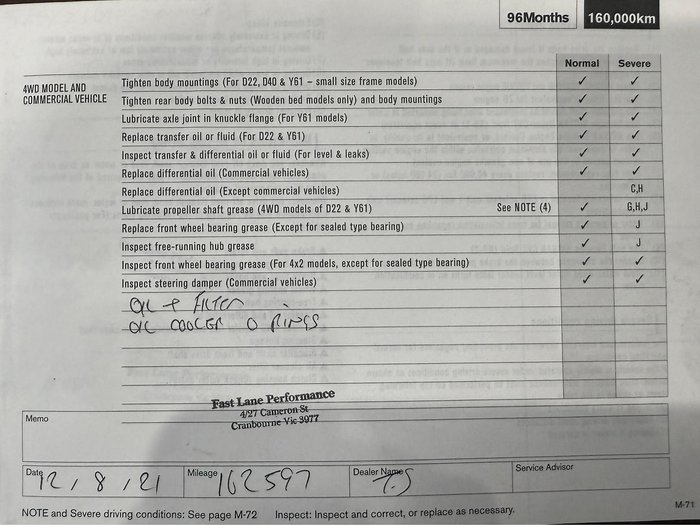 96Months 160,000km
Normal Severe
4WD MODEL AND
COMMERCIAL VEHICLE
Tighten body mountings (For D22, D40 & Y61 – small size frame models) ✓ ✓
Tighten rear body bolts & nuts (Wooden bed models only) and body mountings ✓ ✓
Lubricate axle joint in knuckle flange (For Y61 models) ✓ ✓
Replace transfer oil or fluid (For D22 & Y61) ✓ ✓
Inspect transfer & differential oil or fluid (For level & leaks) ✓ ✓
Replace differential oil (Commercial vehicles) ✓ ✓
Replace differential oil (Except commercial vehicles) C,H
Lubricate propeller shaft grease (4WD models of D22 & Y61) See NOTE (4) ✓ G,H,J
Replace front wheel bearing grease (Except for sealed type bearing) ✓ J
Inspect free-running hub grease ✓ J
Inspect front wheel bearing grease (For 4x2 models, except for sealed type bearing) ✓ ✓
Inspect steering damper (Commercial vehicles) ✓ ✓
OIL + FILTER
OIL COOLER O RINGS
Fast Lane Performance
4/27 Cameron St
Cranbourne Vic 3977
Memo
Date 12/8/21 Mileage 162597 Dealer Name T.S Service Advisor
NOTE and Severe driving conditions: See page M-72 Inspect: Inspect and correct, or replace as necessary.
M-71